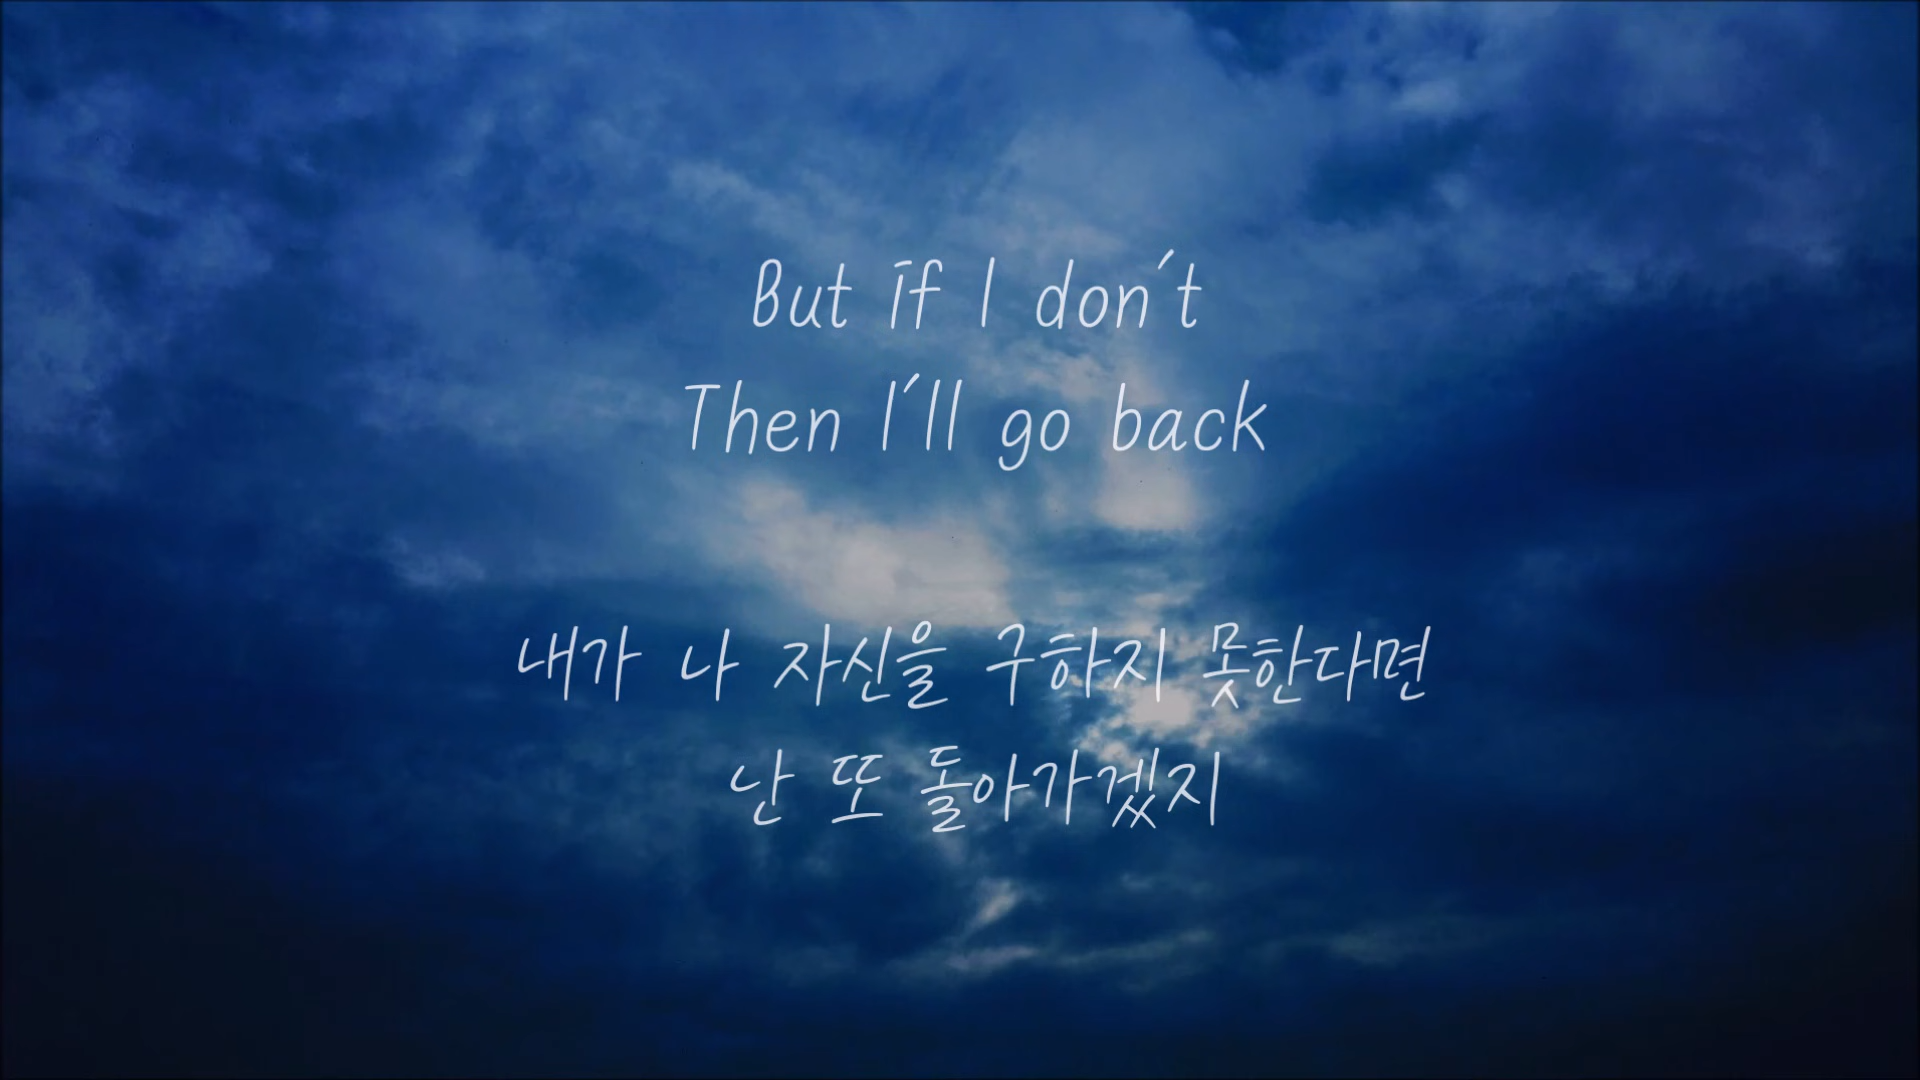 But if I don't
Then I'll go back
내가 나 자신을 구하지 못한다면
난 또 돌아가겠지